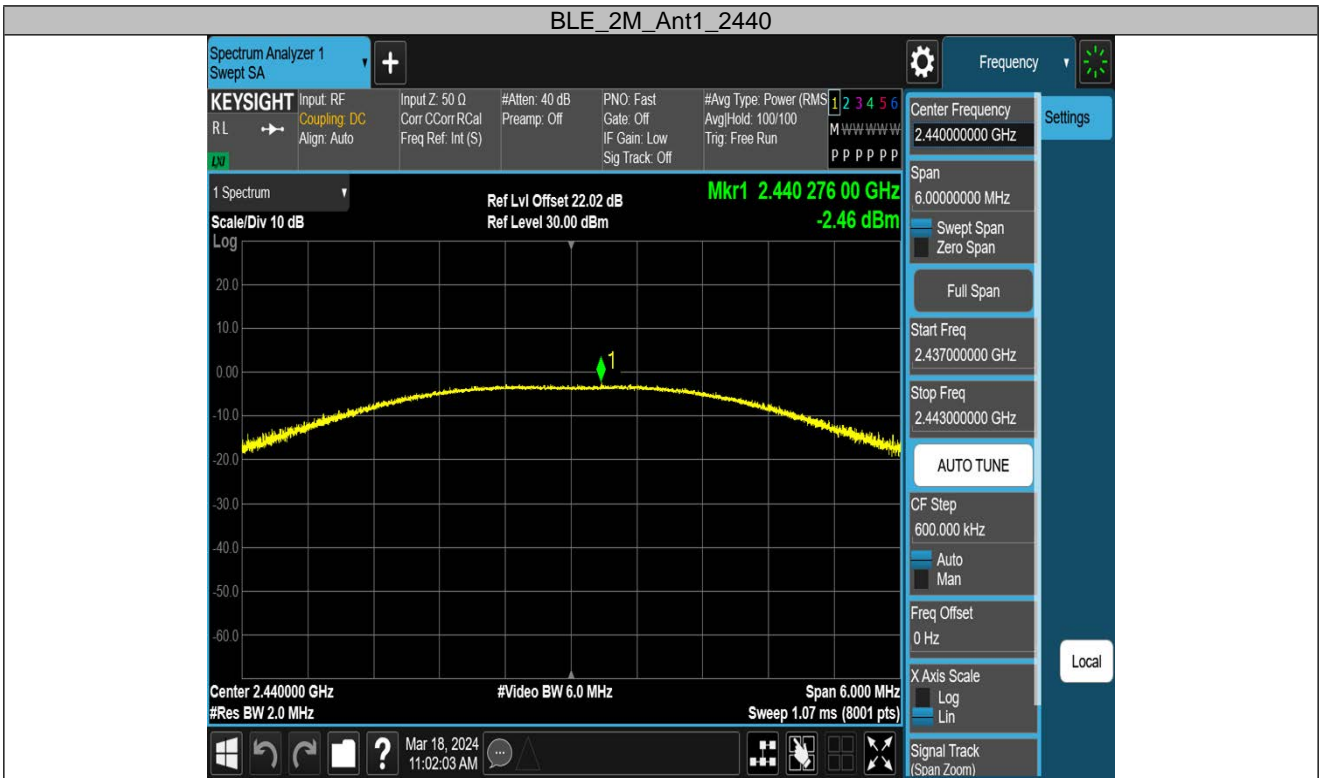 BLE_2M_Ant1_2440
Spectrum Analyzer 1
Swept SA
+
Frequency
KEYSIGHT
RL
LXI
Input: RF
Coupling: DC
Align: Auto
Input Z: 50 Ω
Corr CCorr RCal
Freq Ref: Int (S)
#Atten: 40 dB
Preamp: Off
PNO: Fast
Gate: Off
IF Gain: Low
Sig Track: Off
#Avg Type: Power (RMS
Avg|Hold: 100/100
Trig: Free Run
1 2 3 4 5 6
M W W W W W
P P P P P P
1 Spectrum
Scale/Div 10 dB
Log
Ref Lvl Offset 22.02 dB
Ref Level 30.00 dBm
Mkr1 2.440 276 00 GHz
-2.46 dBm
20.0
10.0
0.00
-10.0
-20.0
-30.0
-40.0
-50.0
-60.0
1
Center 2.440000 GHz
#Res BW 2.0 MHz
#Video BW 6.0 MHz
Span 6.000 MHz
Sweep 1.07 ms (8001 pts)
Center Frequency
2.440000000 GHz
Settings
Span
6.00000000 MHz
Swept Span
Zero Span
Full Span
Start Freq
2.437000000 GHz
Stop Freq
2.443000000 GHz
AUTO TUNE
CF Step
600.000 kHz
Auto
Man
Freq Offset
0 Hz
X Axis Scale
Log
Lin
Local
Signal Track
(Span Zoom)
?
Mar 18, 2024
11:02:03 AM